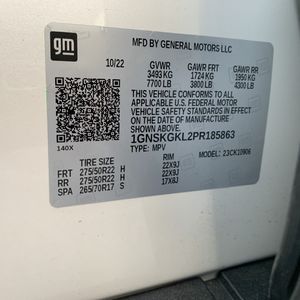 gm
MFD BY GENERAL MOTORS LLC
10/22 GVWR GAWR FRT GAWR RR
3493 KG 1724 KG 1950 KG
7700 LB 3800 LB 4300 LB
THIS VEHICLE CONFORMS TO ALL
APPLICABLE U.S. FEDERAL MOTOR
VEHICLE SAFETY STANDARDS IN
EFFECT ON THE DATE OF
MANUFACTURE SHOWN ABOVE.
1GNSKGKL2PR185863
140X TYPE: MPV MODEL: 23CK10906
TIRE SIZE RIM
FRT 275/50R22 H 22X9J
RR 275/50R22 H 22X9J
SPA 265/70R17 S 17X8J